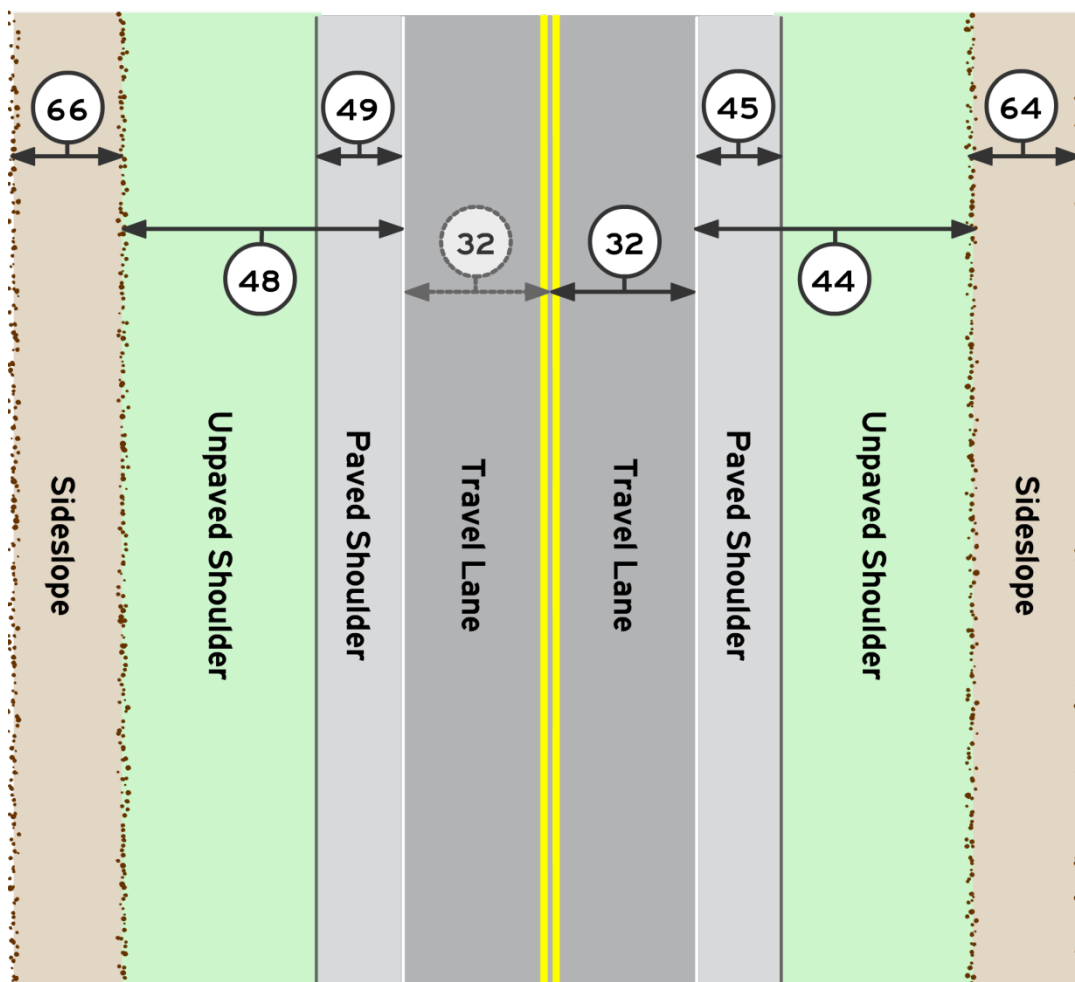 66
49
45
64
32
32
48
44
Sideslope
Unpaved Shoulder
Paved Shoulder
Travel Lane
Travel Lane
Paved Shoulder
Unpaved Shoulder
Sideslope